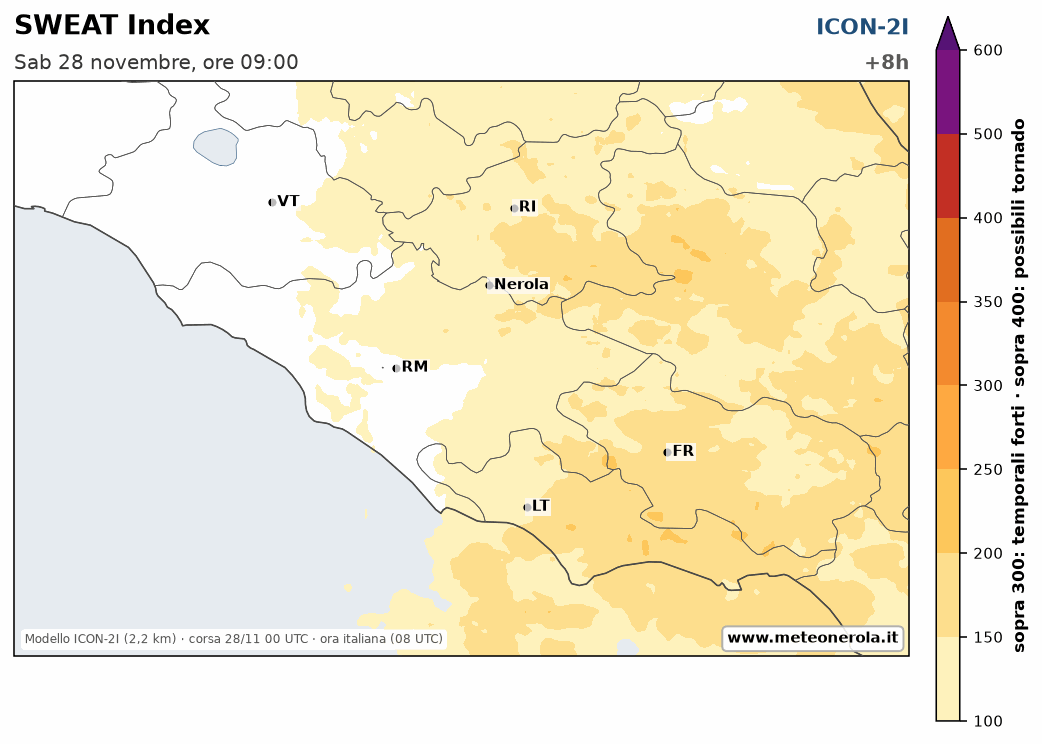 SWEAT Index
ICON-2I
Sab 28 novembre, ore 09:00
+8h
VT
RI
Nerola
RM
FR
LT
Modello ICON-2I (2,2 km) · corsa 28/11 00 UTC · ora italiana (08 UTC)
www.meteonerola.it
600
500
400
350
300
250
200
150
100
sopra 300: temporali forti · sopra 400: possibili tornado